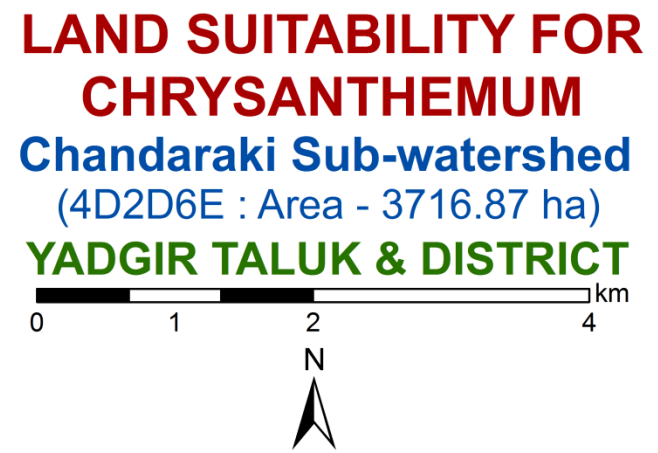 LAND SUITABILITY FOR
CHRYSANTHEMUM
Chandaraki Sub-watershed
(4D2D6E : Area - 3716.87 ha)
YADGIR TALUK & DISTRICT
km
0 1 2 4
N